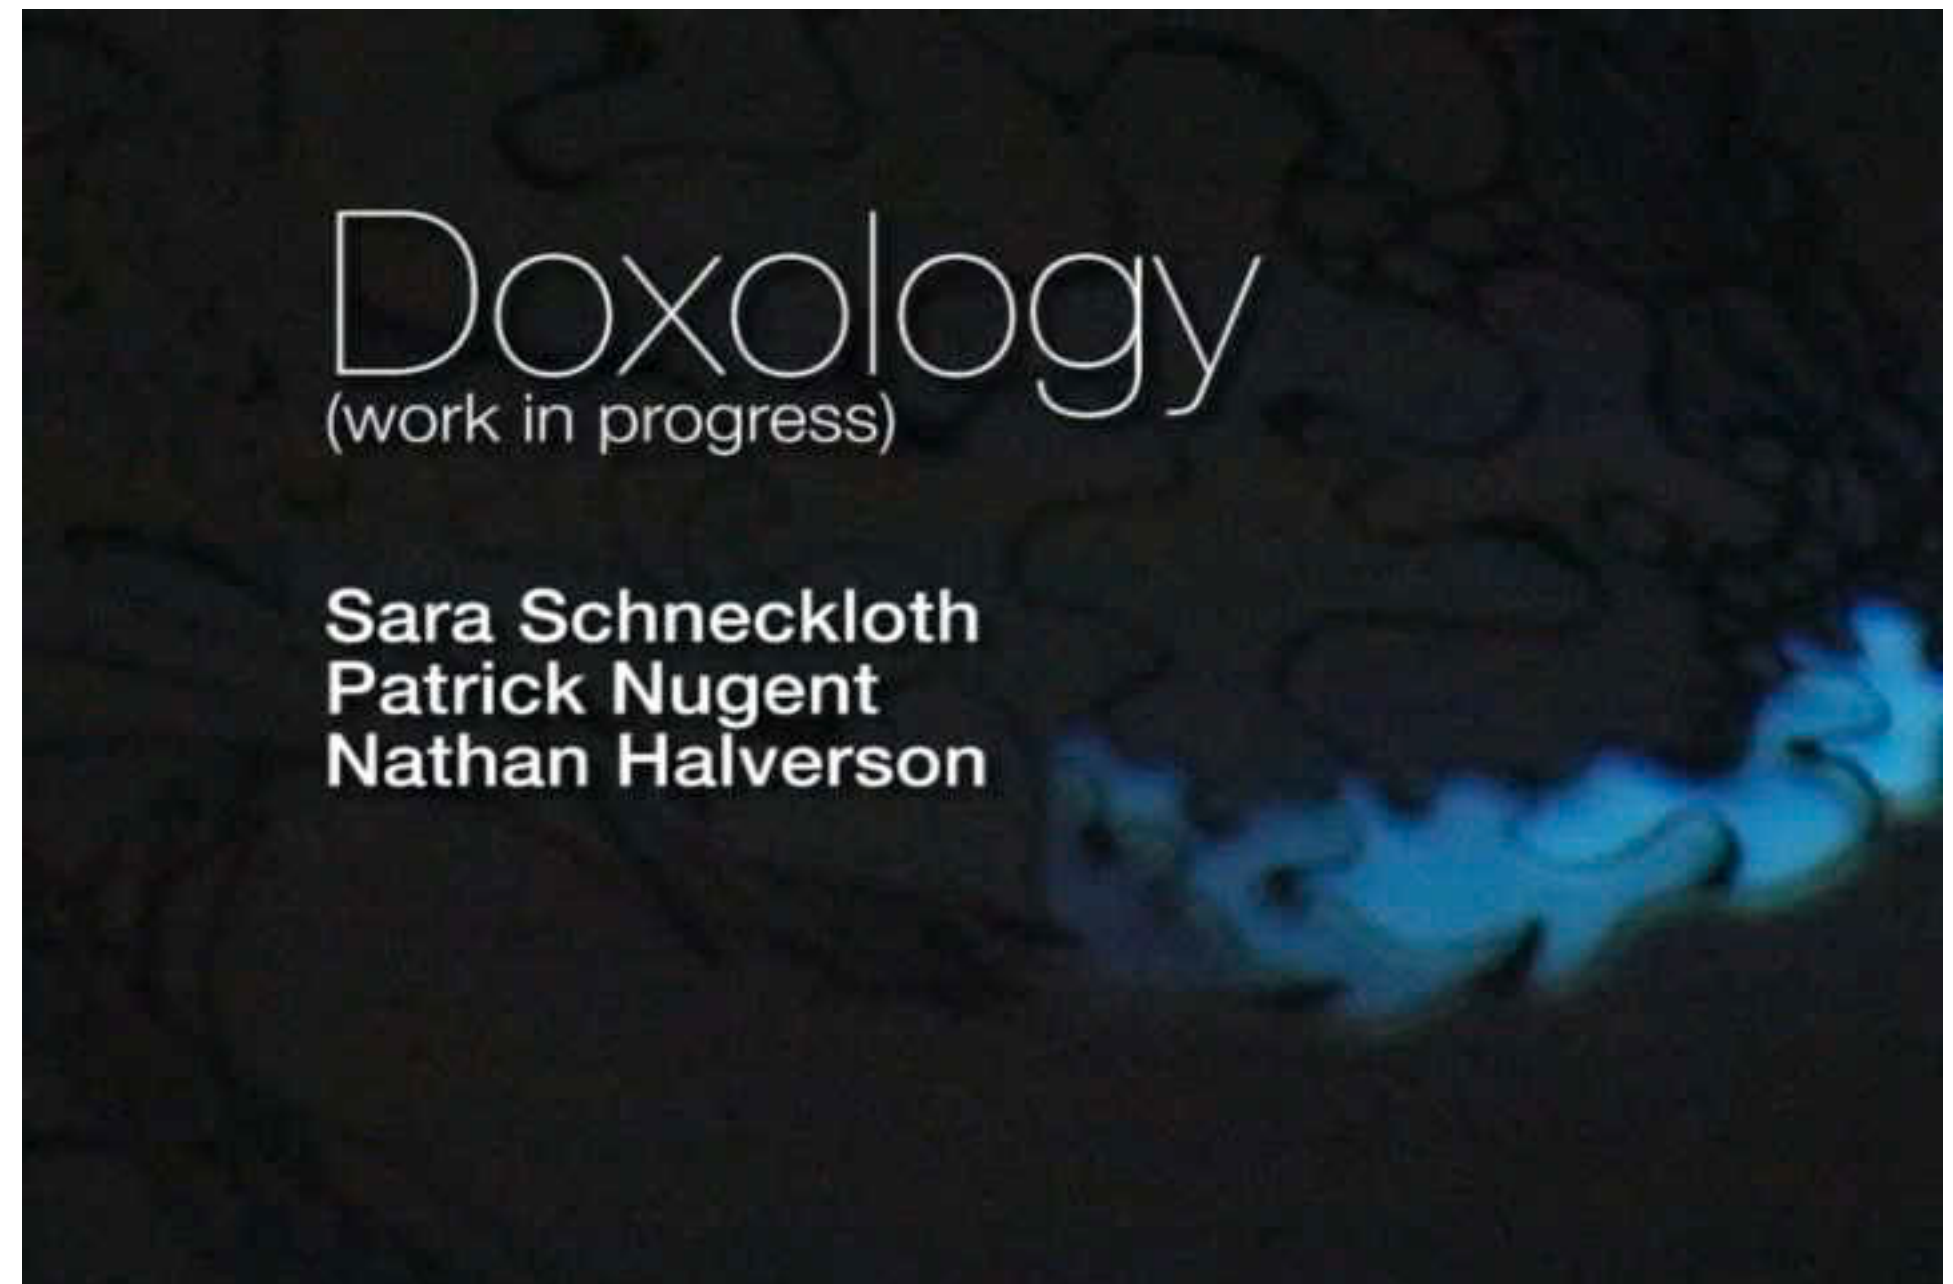 Doxology
(work in progress)
Sara Schneckloth
Patrick Nugent
Nathan Halverson